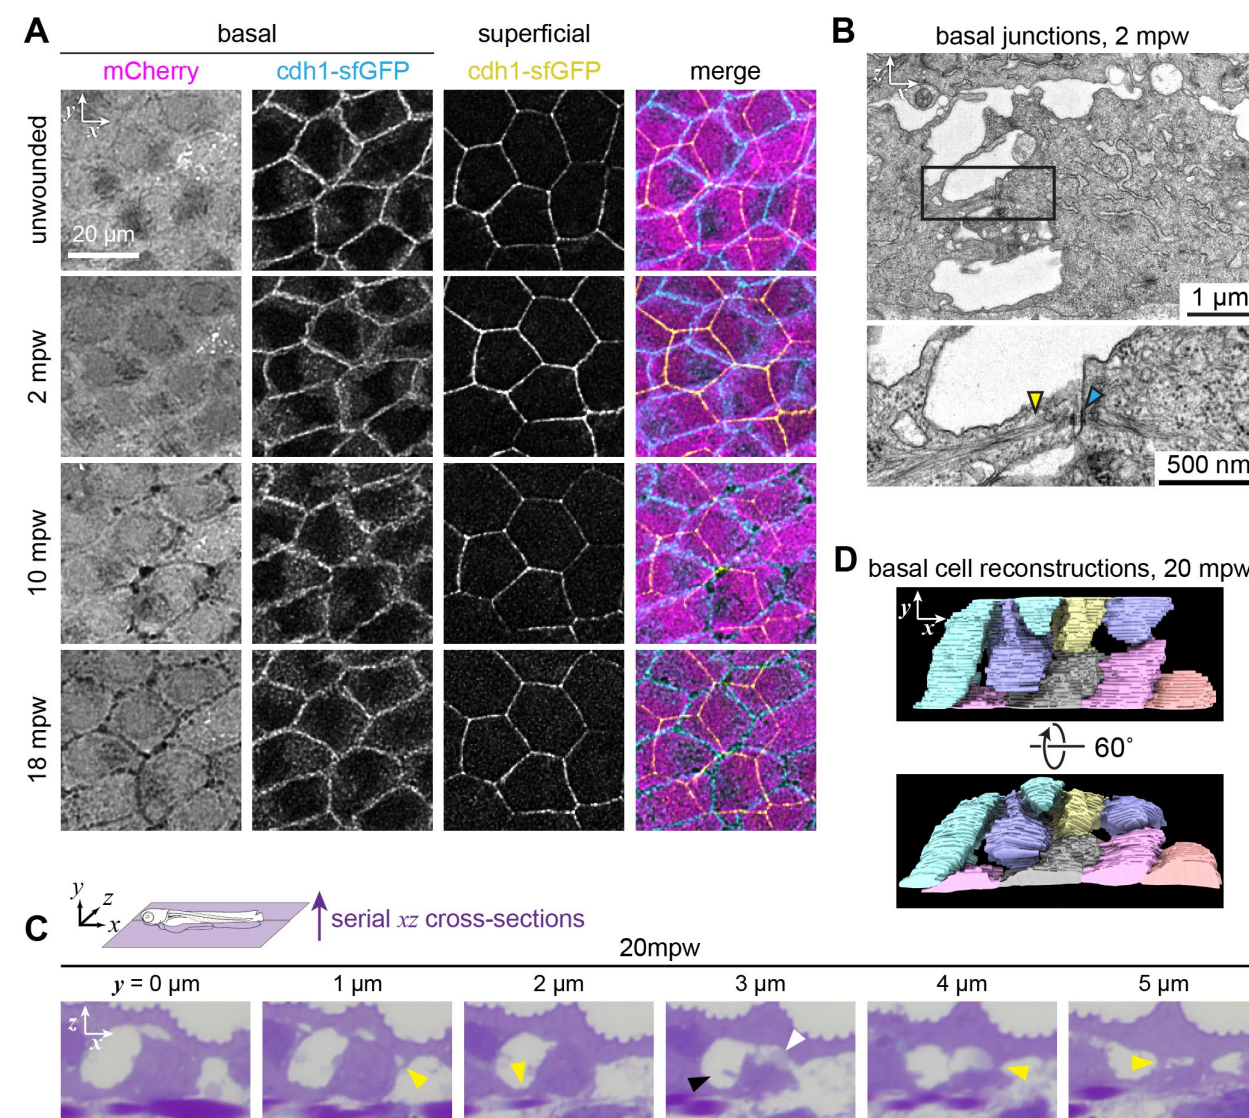 A
basal
superficial
mCherry
cdh1-sfGFP
cdh1-sfGFP
merge
unwounded
y
x
20 µm
2 mpw
10 mpw
18 mpw
B
basal junctions, 2 mpw
z
x
1 µm
500 nm
D
basal cell reconstructions, 20 mpw
y
x
60°
C
y
z
x
serial xz cross-sections
20mpw
y = 0 µm
1 µm
2 µm
3 µm
4 µm
5 µm
z
x